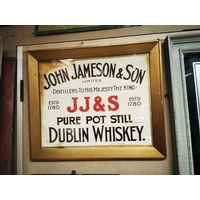 JOHN JAMESON & SON
LIMITED
DISTILLERS TO HIS MAJESTY THE KING
ESTD 1780 JJ&S ESTD 1780
PURE POT STILL
DUBLIN WHISKEY.